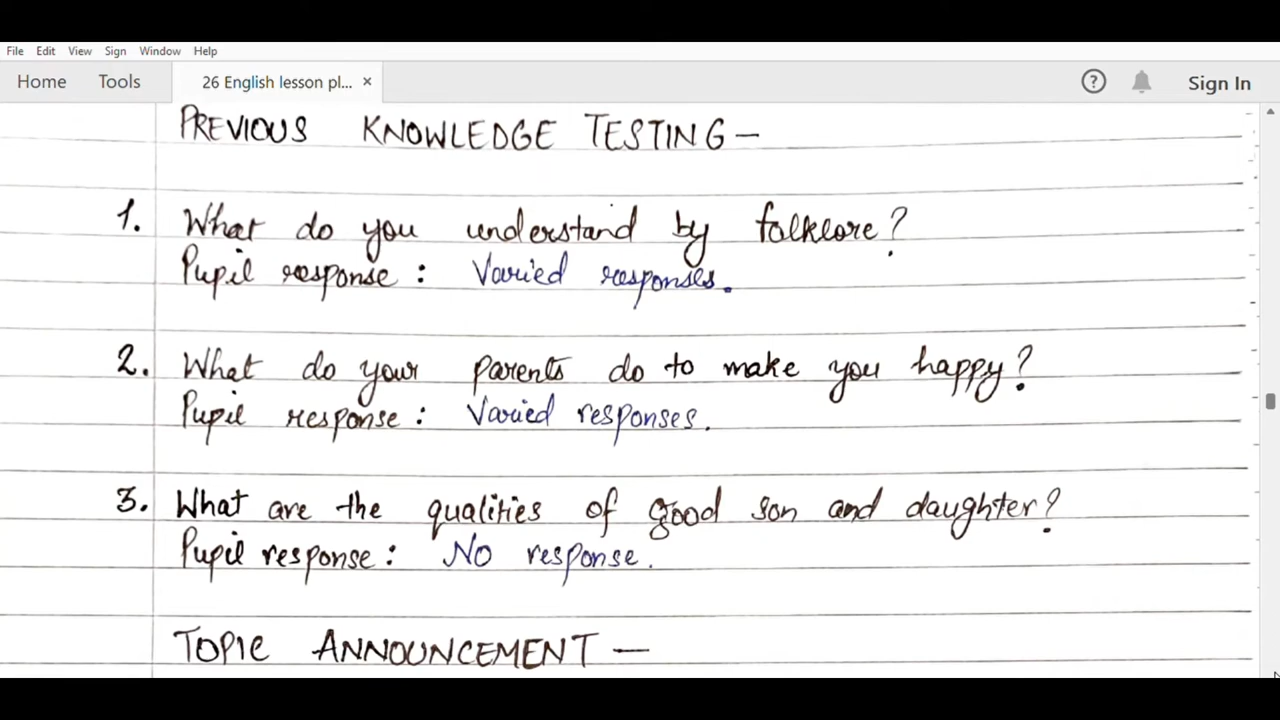 File Edit View Sign Window Help
Home Tools 26 English lesson pl... × ? Sign In
PREVIOUS KNOWLEDGE TESTING —
1. What do you understand by folklore?
Pupil response : Varied responses.
2. What do your parents do to make you happy?
Pupil response : Varied responses.
3. What are the qualities of good son and daughter?
Pupil response : No response.
TOPIC ANNOUNCEMENT —